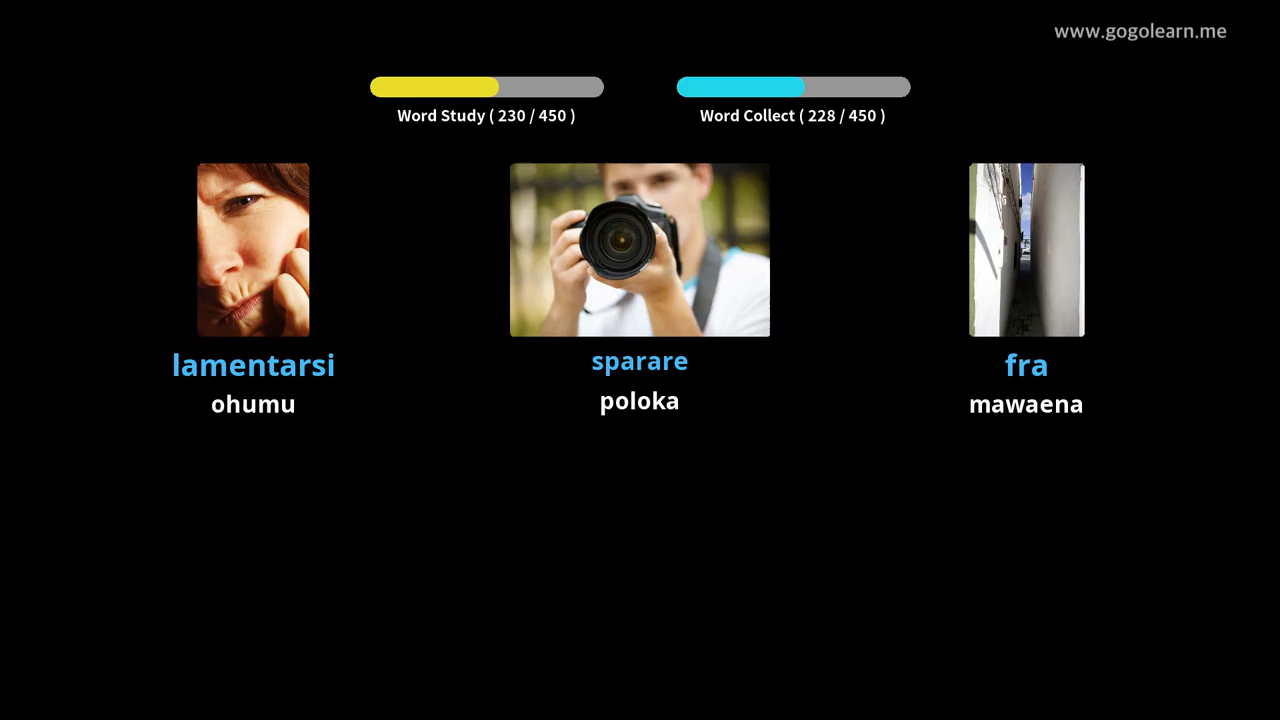 www.gogolearn.me
Word Study ( 230 / 450 )
Word Collect ( 228 / 450 )
lamentarsi
ohumu
sparare
poloka
fra
mawaena